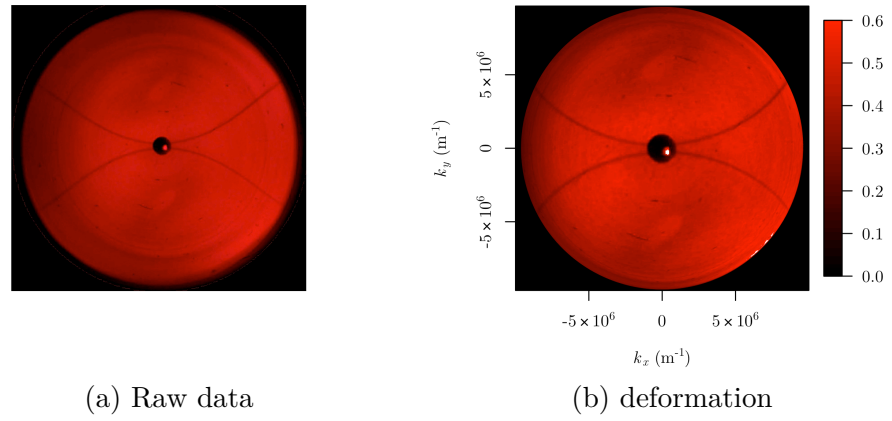 0.6
0.5
0.4
0.3
0.2
0.1
0.0
5×10⁶
0
-5×10⁶
k_y (m⁻¹)
-5×10⁶ 0 5×10⁶
k_x (m⁻¹)
(a) Raw data
(b) deformation